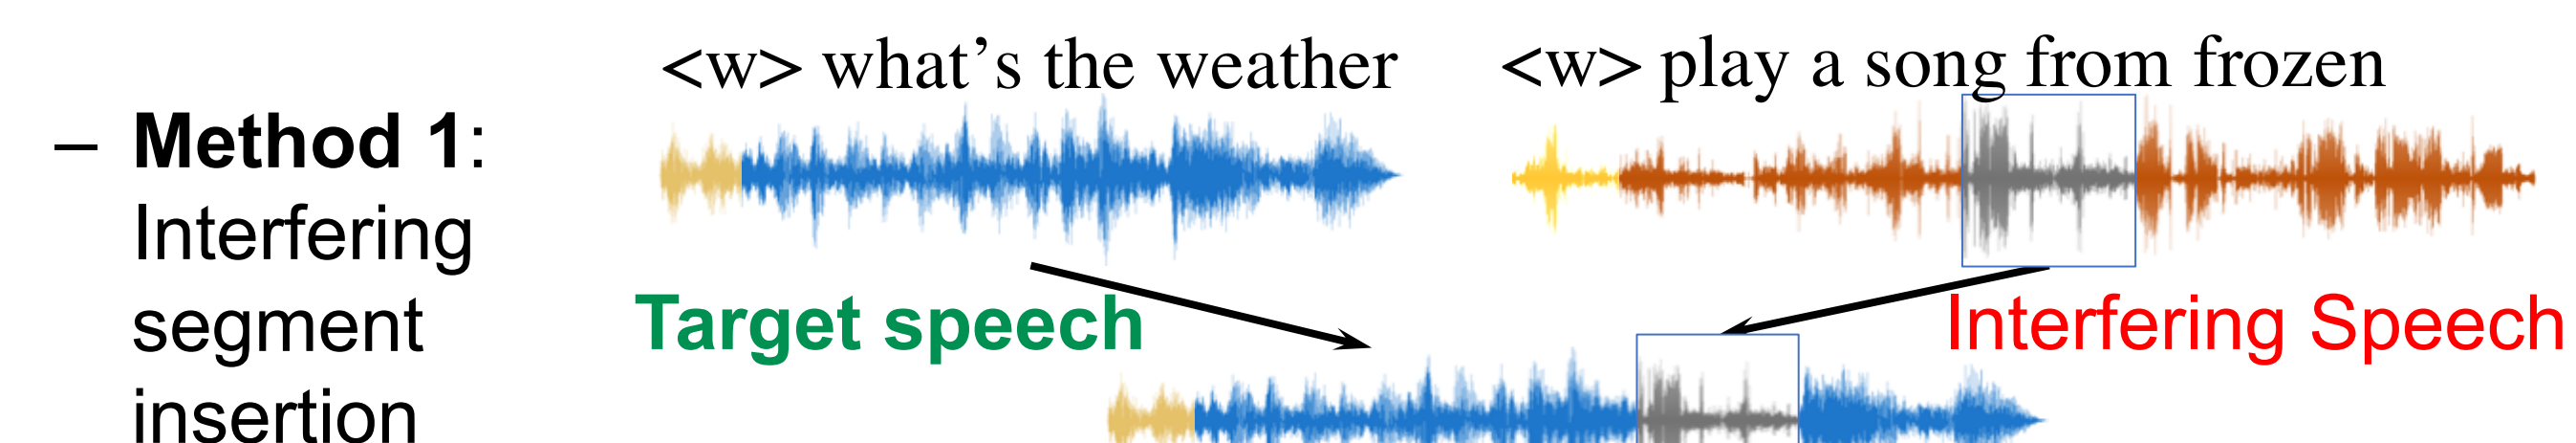 <w> what’s the weather
<w> play a song from frozen
– Method 1:
Interfering
segment
insertion
Target speech
Interfering Speech